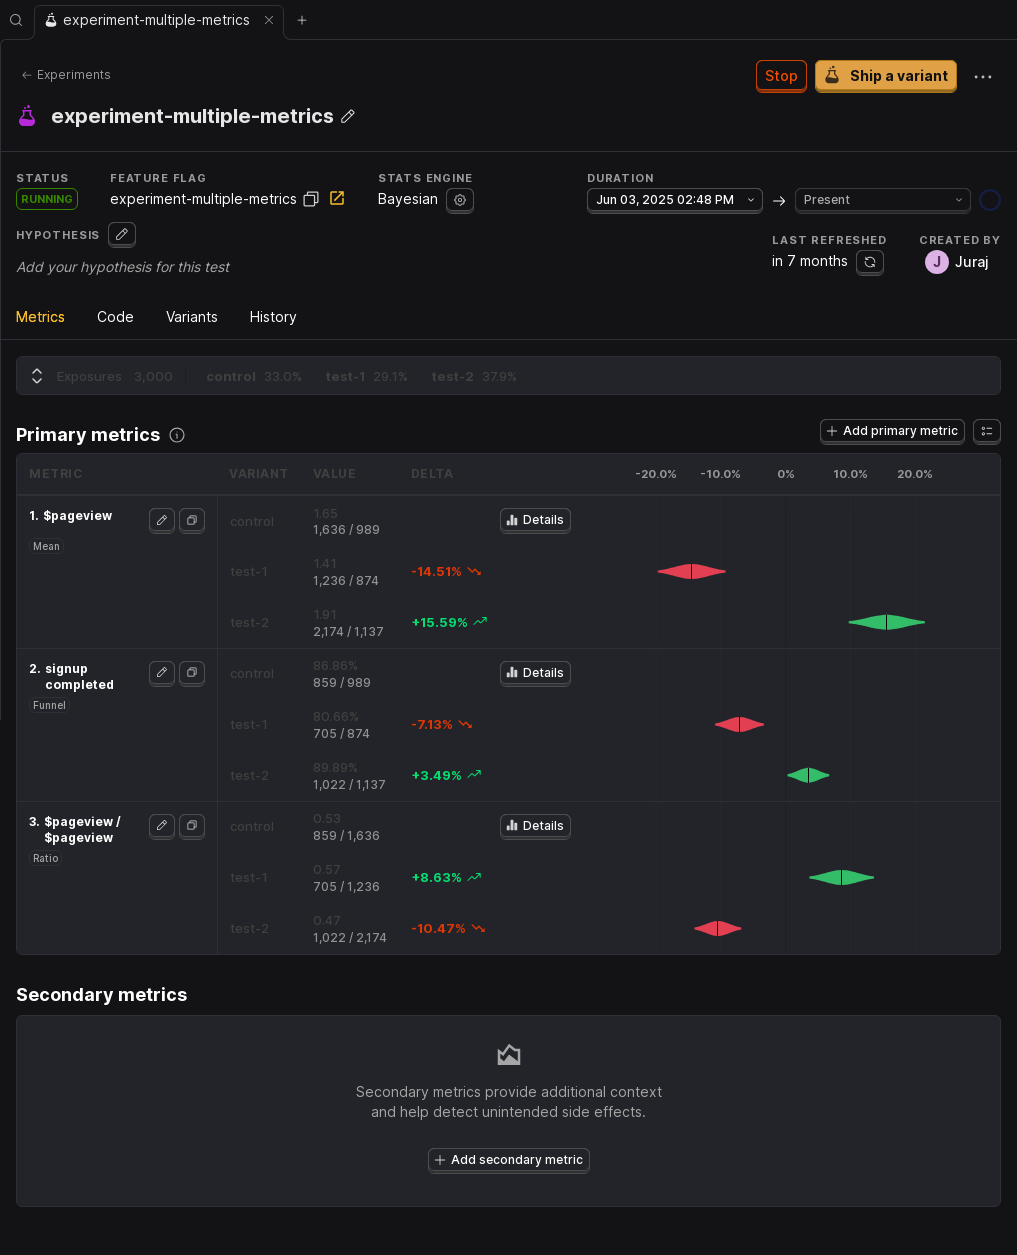 experiment-multiple-metrics
Experiments
Stop
Ship a variant
experiment-multiple-metrics
STATUS
RUNNING
FEATURE FLAG
experiment-multiple-metrics
STATS ENGINE
Bayesian
DURATION
Jun 03, 2025 02:48 PM
Present
HYPOTHESIS
Add your hypothesis for this test
LAST REFRESHED
in 7 months
CREATED BY
J Juraj
Metrics Code Variants History
Exposures 3,000 control 33.0% test-1 29.1% test-2 37.9%
Primary metrics
Add primary metric
METRIC VARIANT VALUE DELTA -20.0% -10.0% 0% 10.0% 20.0%
1. $pageview
Mean
control 1.65
1,636 / 989
Details
test-1 1.41
1,236 / 874
-14.51%
test-2 1.91
2,174 / 1,137
+15.59%
2. signup
completed
Funnel
control 86.86%
859 / 989
Details
test-1 80.66%
705 / 874
-7.13%
test-2 89.89%
1,022 / 1,137
+3.49%
3. $pageview /
$pageview
Ratio
control 0.53
859 / 1,636
Details
test-1 0.57
705 / 1,236
+8.63%
test-2 0.47
1,022 / 2,174
-10.47%
Secondary metrics
Secondary metrics provide additional context
and help detect unintended side effects.
Add secondary metric